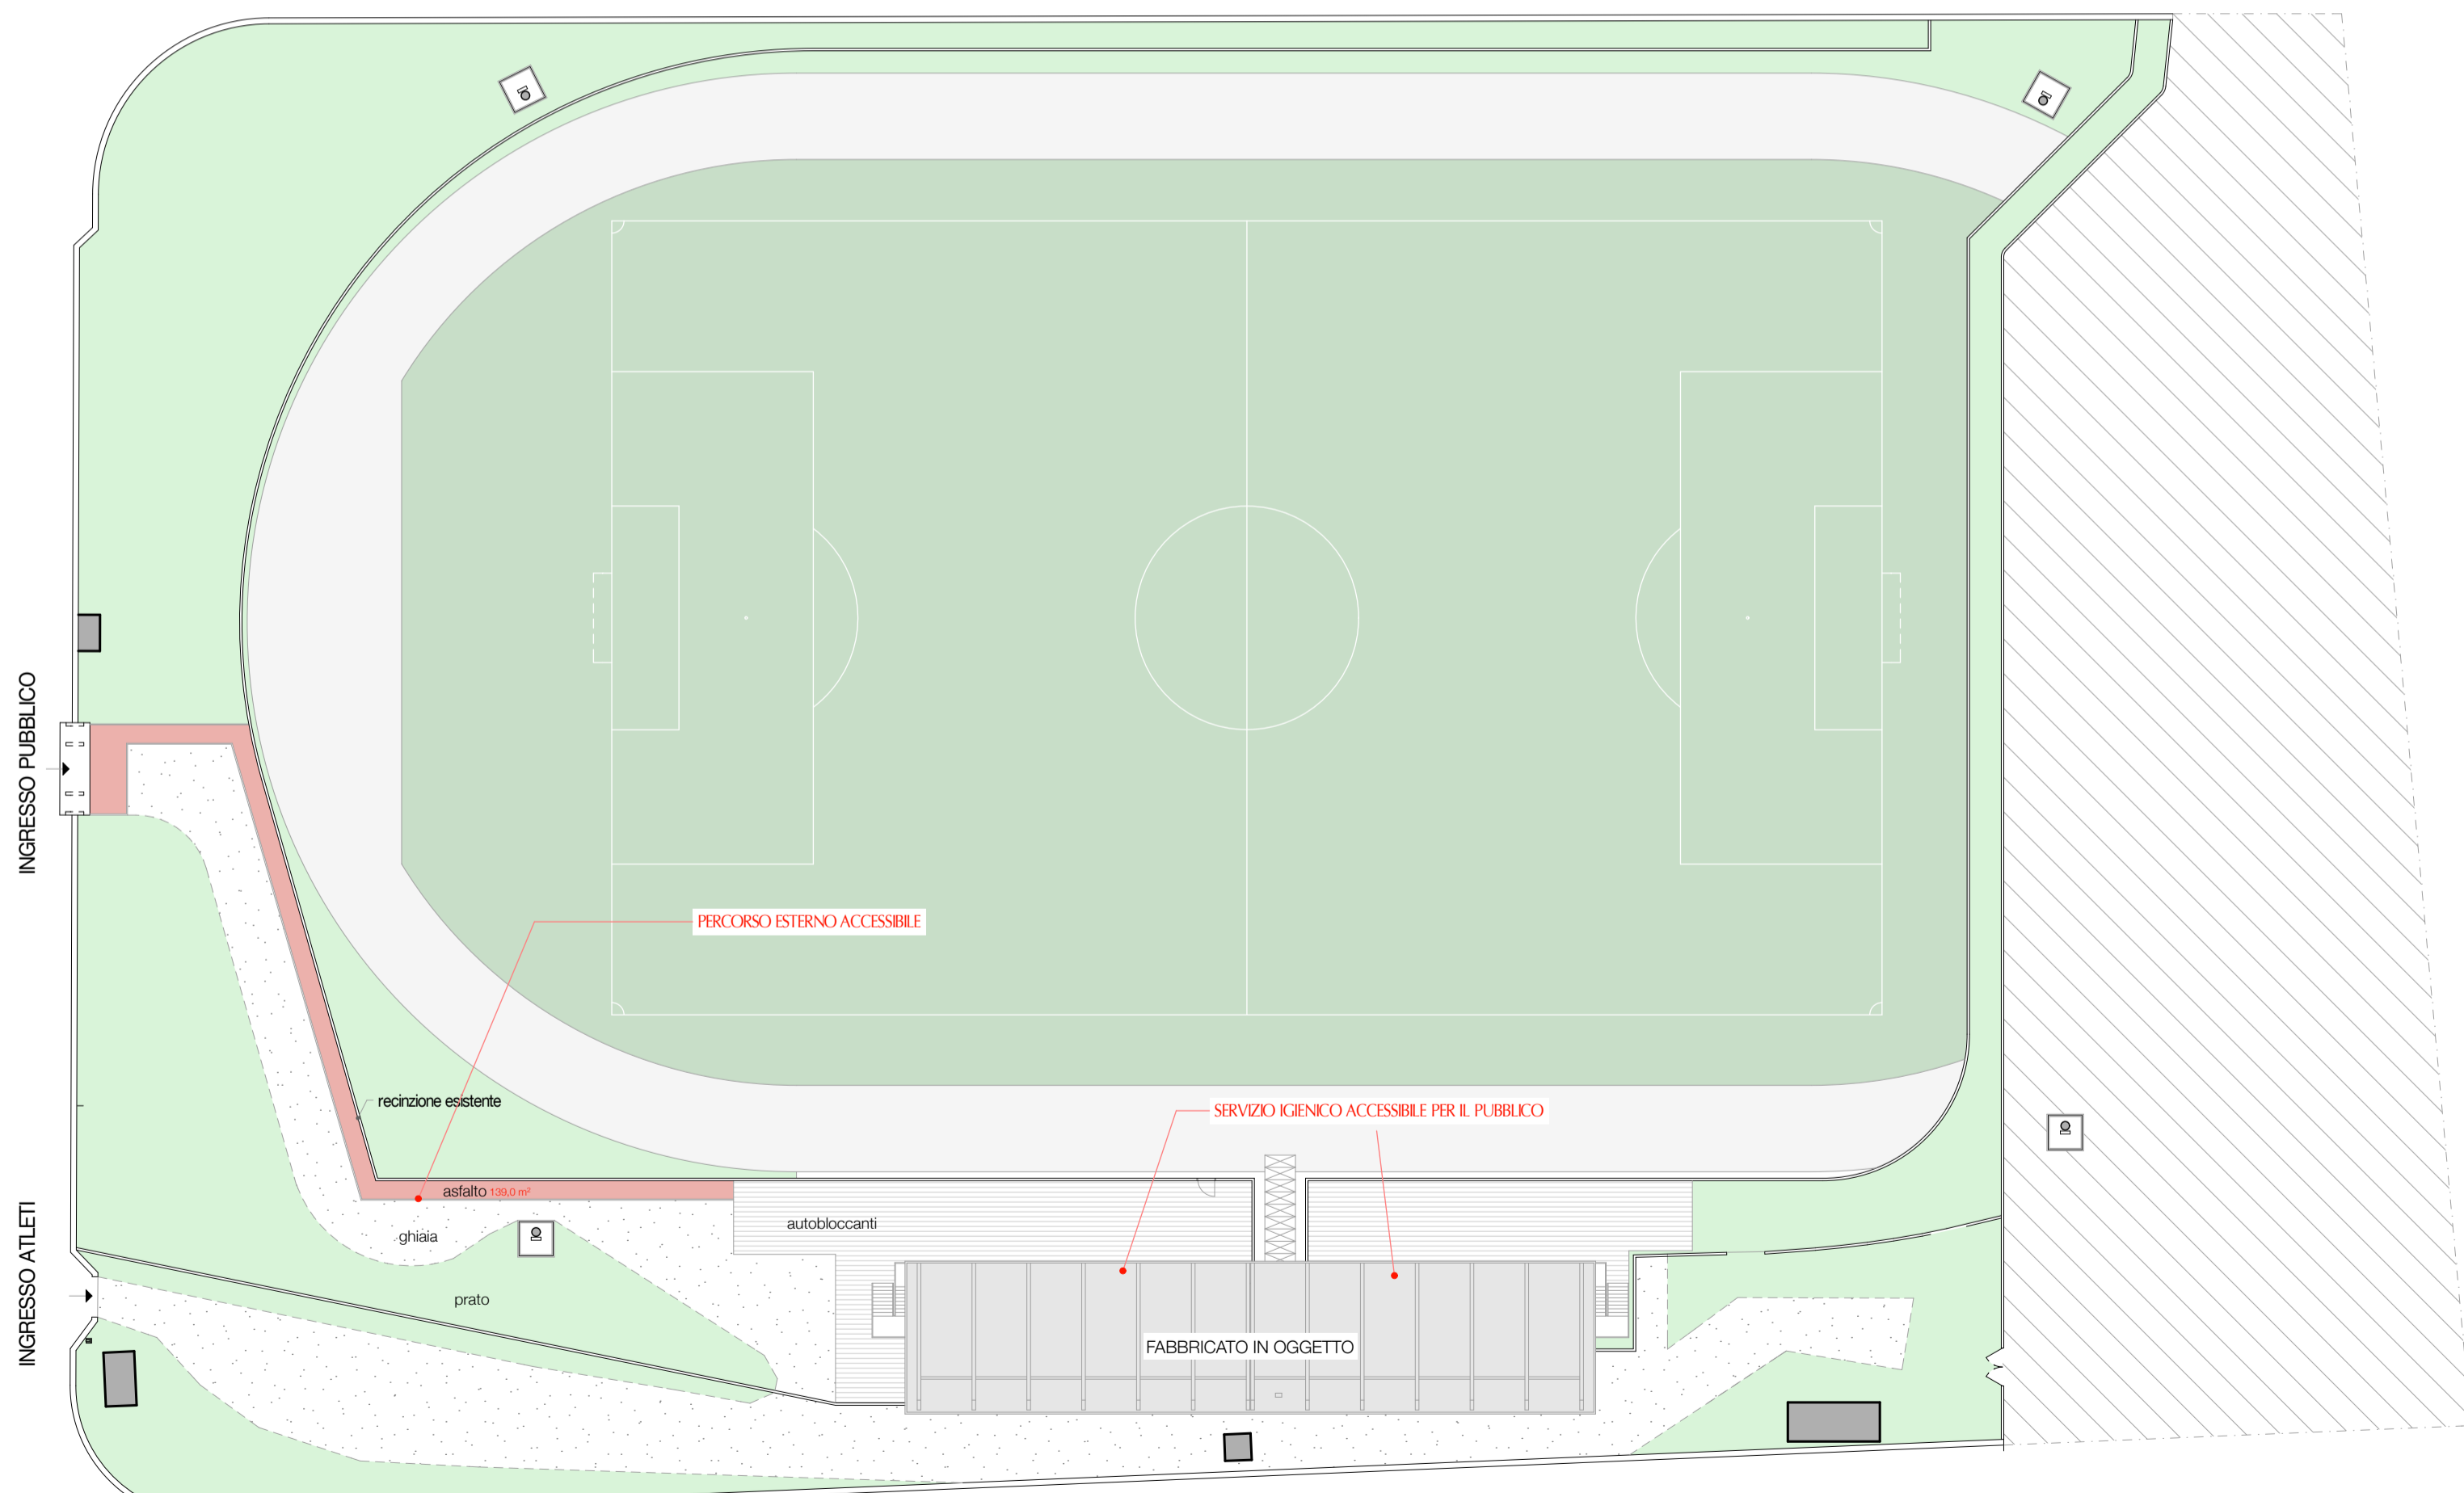 INGRESSO PUBBLICO
PERCORSO ESTERNO ACCESSIBILE
recinzione esistente
SERVIZIO IGIENICO ACCESSIBILE PER IL PUBBLICO
asfalto 139,0 m²
autobloccanti
ghiaia
INGRESSO ATLETI
prato
FABBRICATO IN OGGETTO